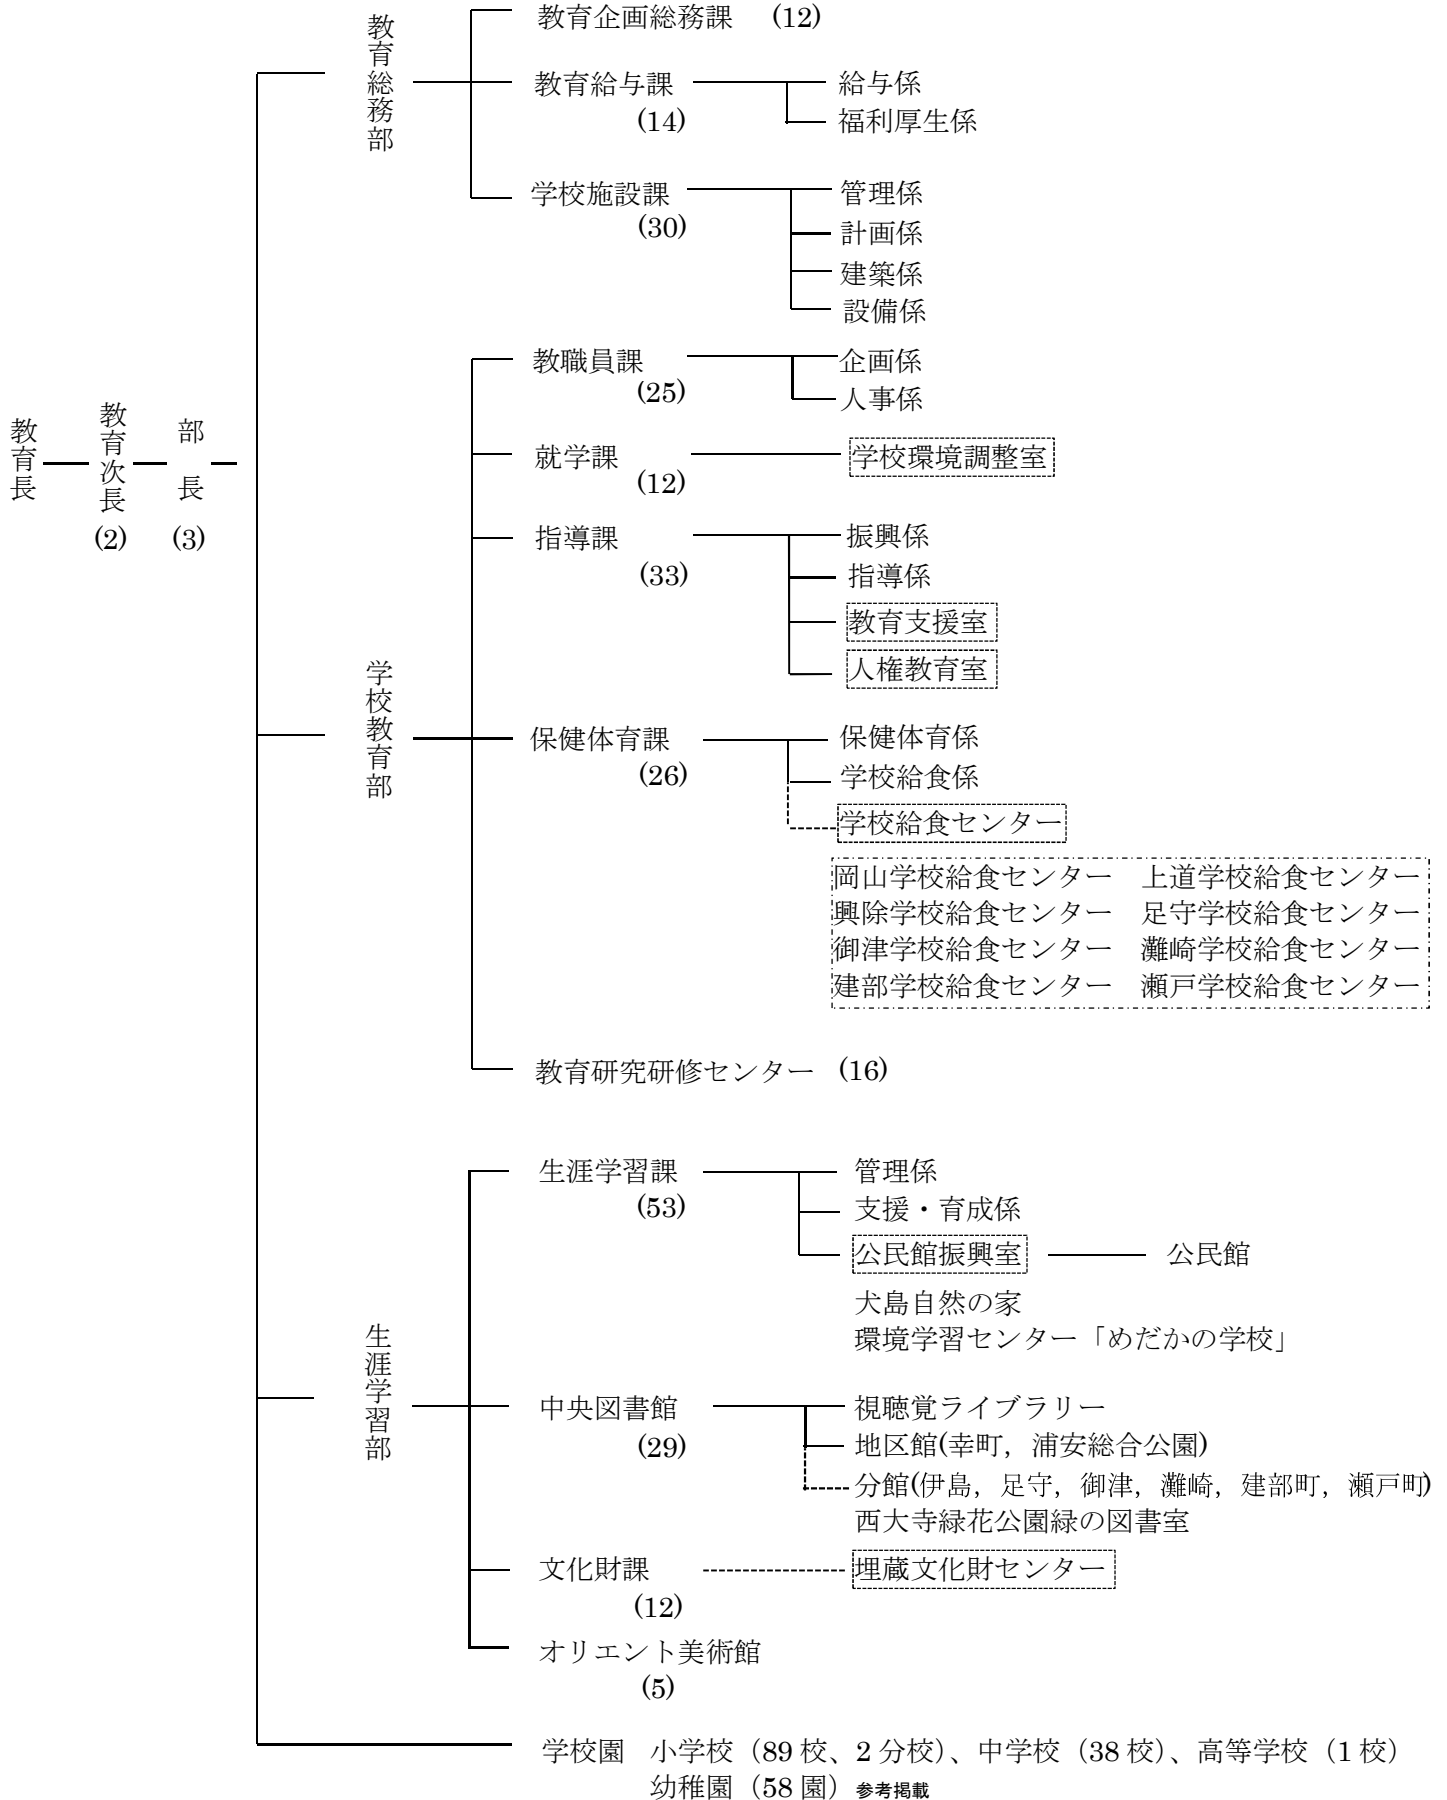 教育長
教育次長
(2)
部長
(3)
教育総務部
教育企画総務課 (12)
教育給与課
(14)
給与係
福利厚生係
学校施設課
(30)
管理係
計画係
建築係
設備係
学校教育部
教職員課
(25)
企画係
人事係
就学課
(12)
学校環境調整室
指導課
(33)
振興係
指導係
教育支援室
人権教育室
保健体育課
(26)
保健体育係
学校給食係
学校給食センター
岡山学校給食センター 上道学校給食センター
興除学校給食センター 足守学校給食センター
御津学校給食センター 灘崎学校給食センター
建部学校給食センター 瀬戸学校給食センター
教育研究研修センター (16)
生涯学習部
生涯学習課
(53)
管理係
支援・育成係
公民館振興室
公民館
犬島自然の家
環境学習センター「めだかの学校」
中央図書館
(29)
視聴覚ライブラリー
地区館(幸町，浦安総合公園)
分館(伊島，足守，御津，灘崎，建部町，瀬戸町)
西大寺緑花公園緑の図書室
文化財課
(12)
埋蔵文化財センター
オリエント美術館
(5)
学校園 小学校（89 校、2 分校）、中学校（38 校）、高等学校（1 校）
幼稚園（58 園）参考掲載